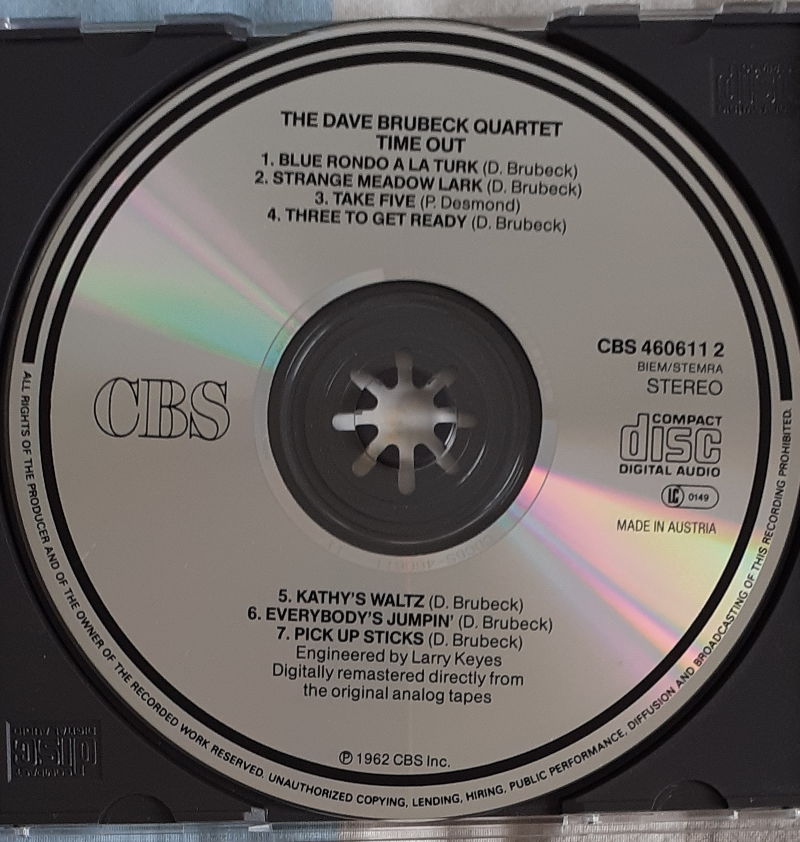 THE DAVE BRUBECK QUARTET
TIME OUT
1. BLUE RONDO A LA TURK (D. Brubeck)
2. STRANGE MEADOW LARK (D. Brubeck)
3. TAKE FIVE (P. Desmond)
4. THREE TO GET READY (D. Brubeck)
CBS
CBS 460611 2
BIEM/STEMRA
STEREO
COMPACT
disc
DIGITAL AUDIO
LC 0149
MADE IN AUSTRIA
5. KATHY'S WALTZ (D. Brubeck)
6. EVERYBODY'S JUMPIN' (D. Brubeck)
7. PICK UP STICKS (D. Brubeck)
Engineered by Larry Keyes
Digitally remastered directly from
the original analog tapes
℗ 1962 CBS Inc.
ALL RIGHTS OF THE PRODUCER AND OF THE OWNER OF THE RECORDED WORK RESERVED. UNAUTHORIZED COPYING, LENDING, HIRING, PUBLIC PERFORMANCE, DIFFUSION AND BROADCASTING OF THIS RECORDING PROHIBITED.
COMPACT
disc
DIGITAL AUDIO